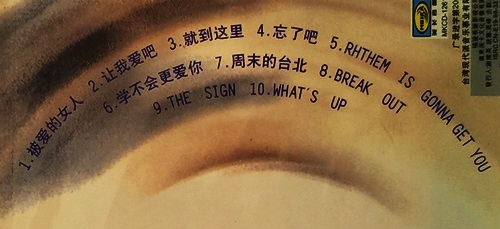 1.被爱的女人 2.让我爱吧 3.就到这里 4.忘了吧 5.RHTHEM IS GONNA GET YOU
6.学不会更爱你 7.周末的台北 8.BREAK OUT
9.THE SIGN 10.WHAT'S UP